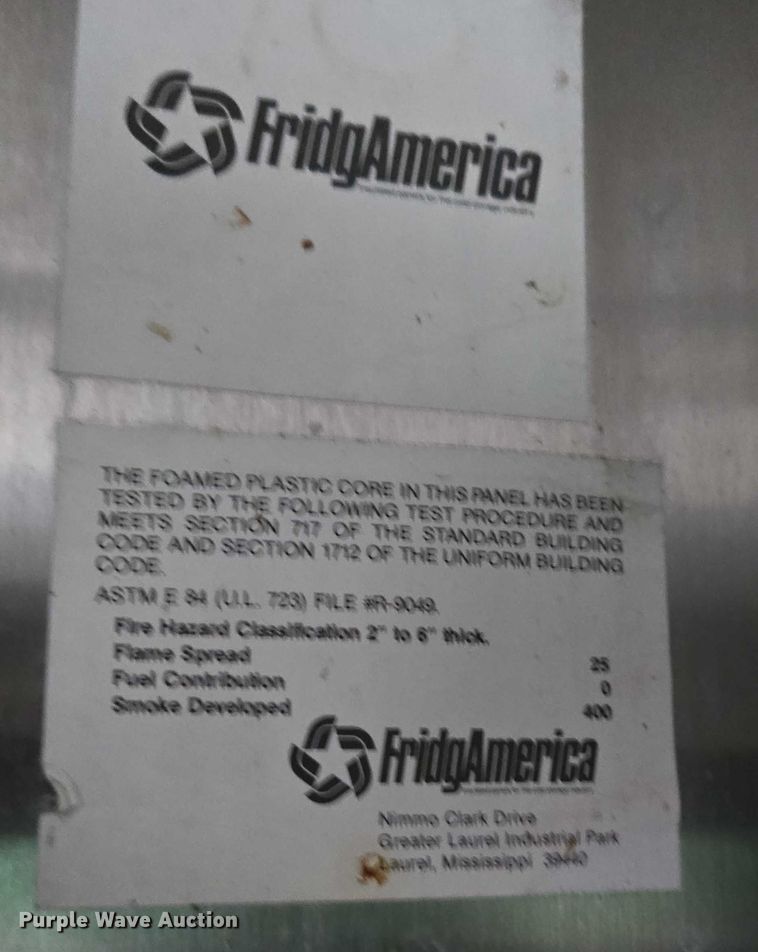 FridgAmerica
THE FOAMED PLASTIC CORE IN THIS PANEL HAS BEEN
TESTED BY THE FOLLOWING TEST PROCEDURE AND
MEETS SECTION 717 OF THE STANDARD BUILDING
CODE AND SECTION 1712 OF THE UNIFORM BUILDING
CODE.
ASTM E 84 (U.L. 723) FILE #R-9049.
Fire Hazard Classification 2" to 6" thick.
Flame Spread 25
Fuel Contribution 0
Smoke Developed 400
FridgAmerica
Nimmo Clark Drive
Greater Laurel Industrial Park
Laurel, Mississippi 39440
Purple Wave Auction